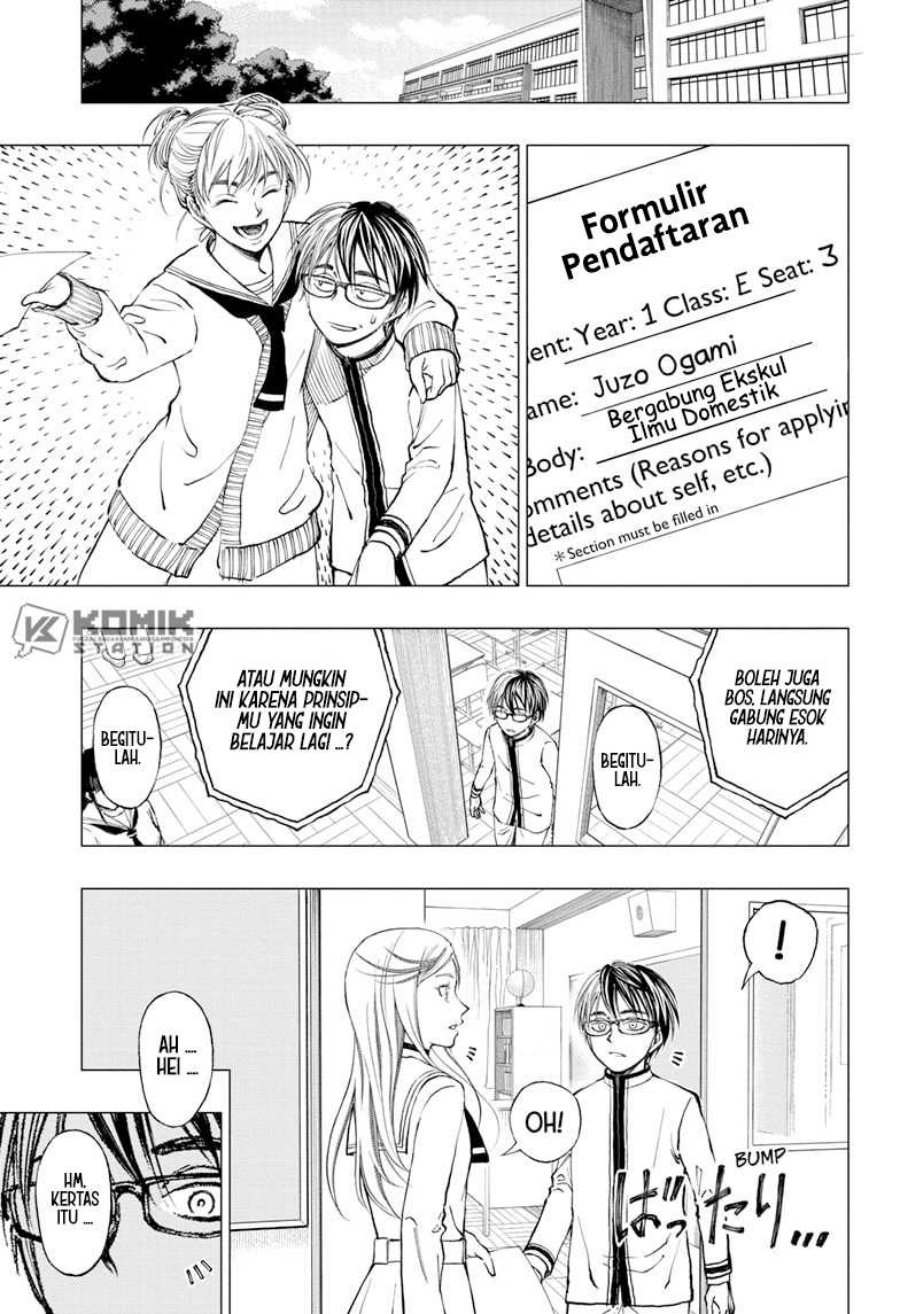 Formulir
Pendaftaran
ent: Year: 1 Class: E Seat: 3
ame: Juzo Ogami
Bergabung Ekskul
Ilmu Domestik
Body:
omments (Reasons for applyin
details about self, etc.)
*Section must be filled in
KOMIK
STATION
BOLEH JUGA
BOS, LANGSUNG
GABUNG ESOK
HARINYA.
BEGITU-
LAH.
ATAU MUNGKIN
INI KARENA PRINSIP-
MU YANG INGIN
BELAJAR LAGI ...?
BEGITU-
LAH.
!
OH!
BUMP
ばったり...
AH ....
HEI ....
HM,
KERTAS
ITU ....